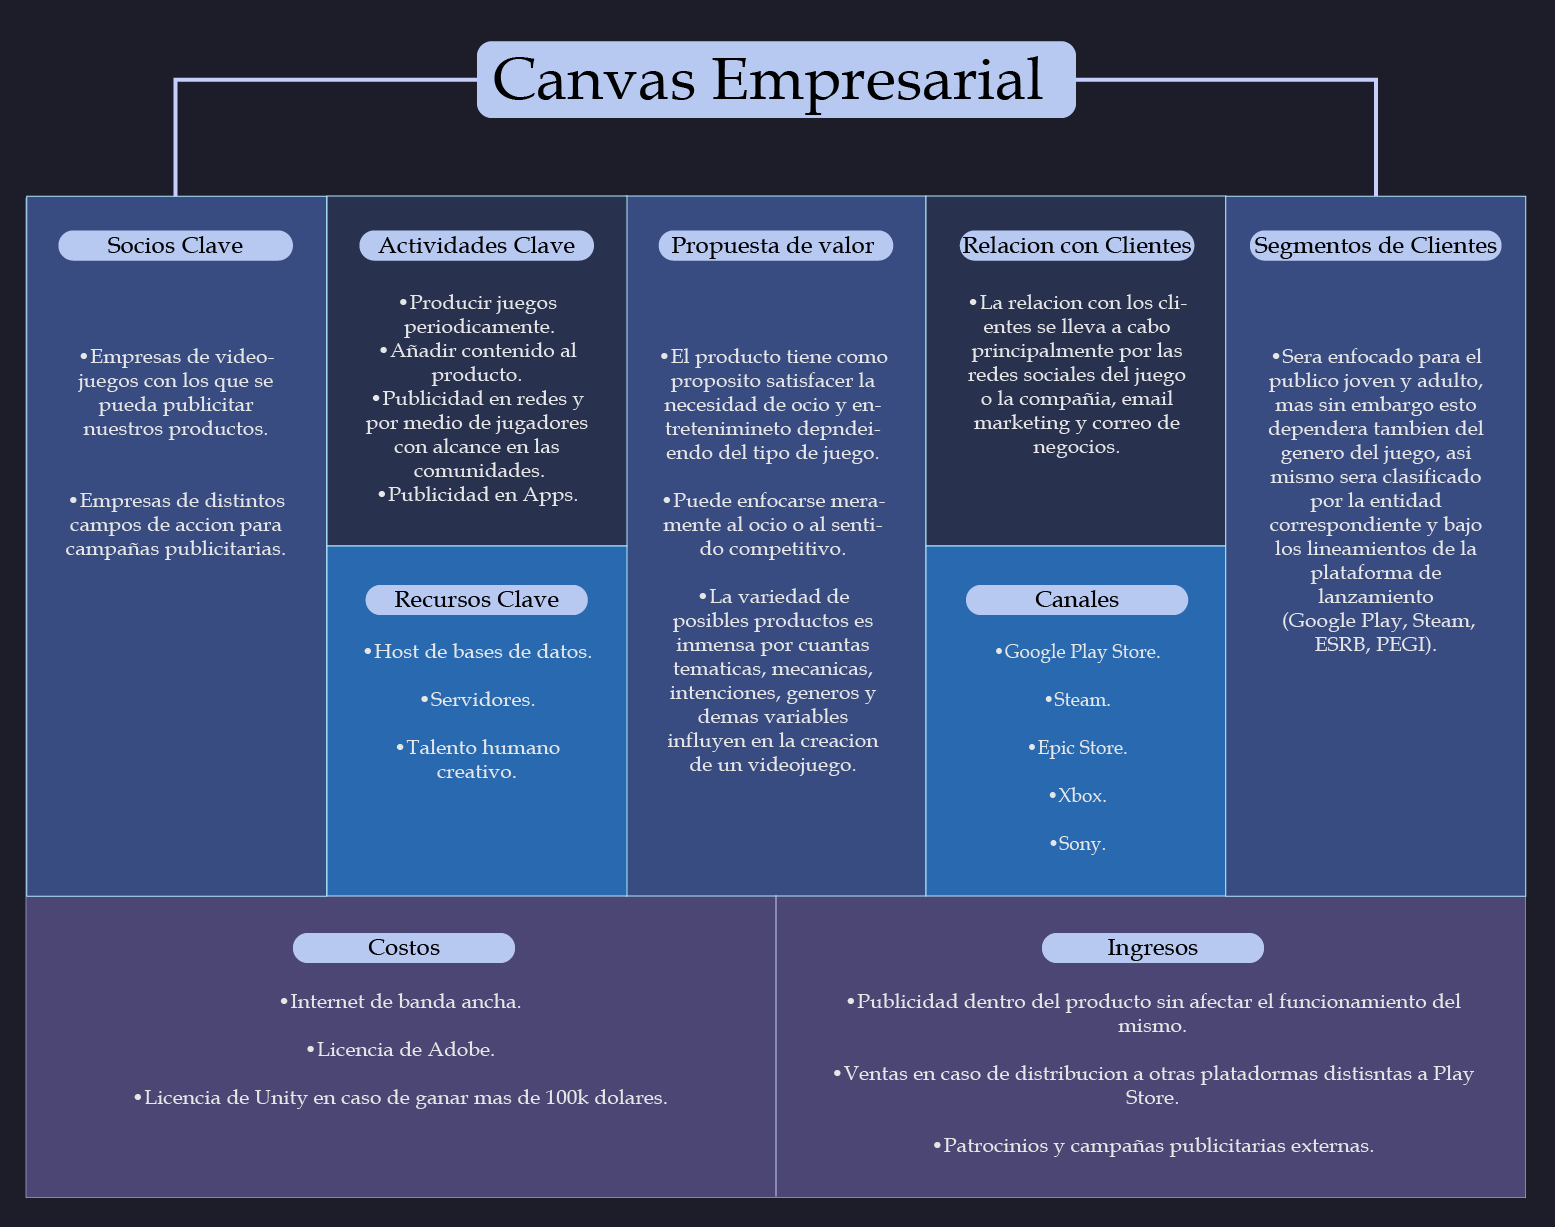 Canvas Empresarial
Socios Clave
•Empresas de video-
juegos con los que se
pueda publicitar
nuestros productos.
•Empresas de distintos
campos de accion para
campañas publicitarias.
Actividades Clave
•Producir juegos
periodicamente.
•Añadir contenido al
producto.
•Publicidad en redes y
por medio de jugadores
con alcance en las
comunidades.
•Publicidad en Apps.
Recursos Clave
•Host de bases de datos.
•Servidores.
•Talento humano
creativo.
Propuesta de valor
•El producto tiene como
proposito satisfacer la
necesidad de ocio y en-
tretenimineto depndei-
endo del tipo de juego.
•Puede enfocarse mera-
mente al ocio o al senti-
do competitivo.
•La variedad de
posibles productos es
inmensa por cuantas
tematicas, mecanicas,
intenciones, generos y
demas variables
influyen en la creacion
de un videojuego.
Relacion con Clientes
•La relacion con los cli-
entes se lleva a cabo
principalmente por las
redes sociales del juego
o la compañia, email
marketing y correo de
negocios.
Canales
•Google Play Store.
•Steam.
•Epic Store.
•Xbox.
•Sony.
Segmentos de Clientes
•Sera enfocado para el
publico joven y adulto,
mas sin embargo esto
dependera tambien del
genero del juego, asi
mismo sera clasificado
por la entidad
correspondiente y bajo
los lineamientos de la
plataforma de
lanzamiento
(Google Play, Steam,
ESRB, PEGI).
Costos
•Internet de banda ancha.
•Licencia de Adobe.
•Licencia de Unity en caso de ganar mas de 100k dolares.
Ingresos
•Publicidad dentro del producto sin afectar el funcionamiento del
mismo.
•Ventas en caso de distribucion a otras platadormas distisntas a Play
Store.
•Patrocinios y campañas publicitarias externas.